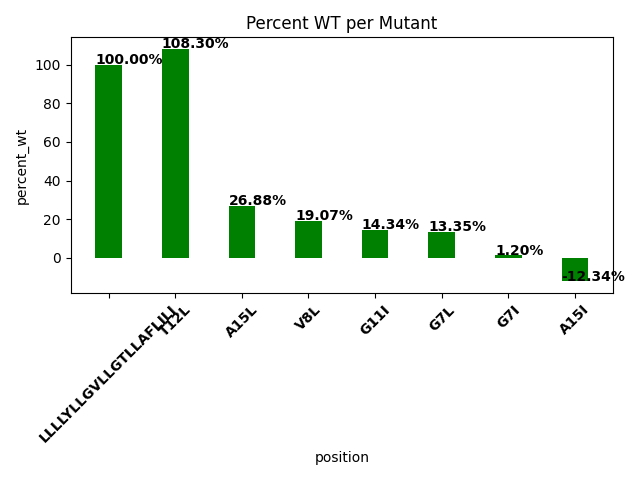 Percent WT per Mutant
percent_wt
100
80
60
40
20
0
100.00%
108.30%
26.88%
19.07%
14.34%
13.35%
1.20%
-12.34%
LLLLYLLGVLLGTLLAFLILI
T12L
A15L
V8L
G11I
G7L
G7I
A15I
position